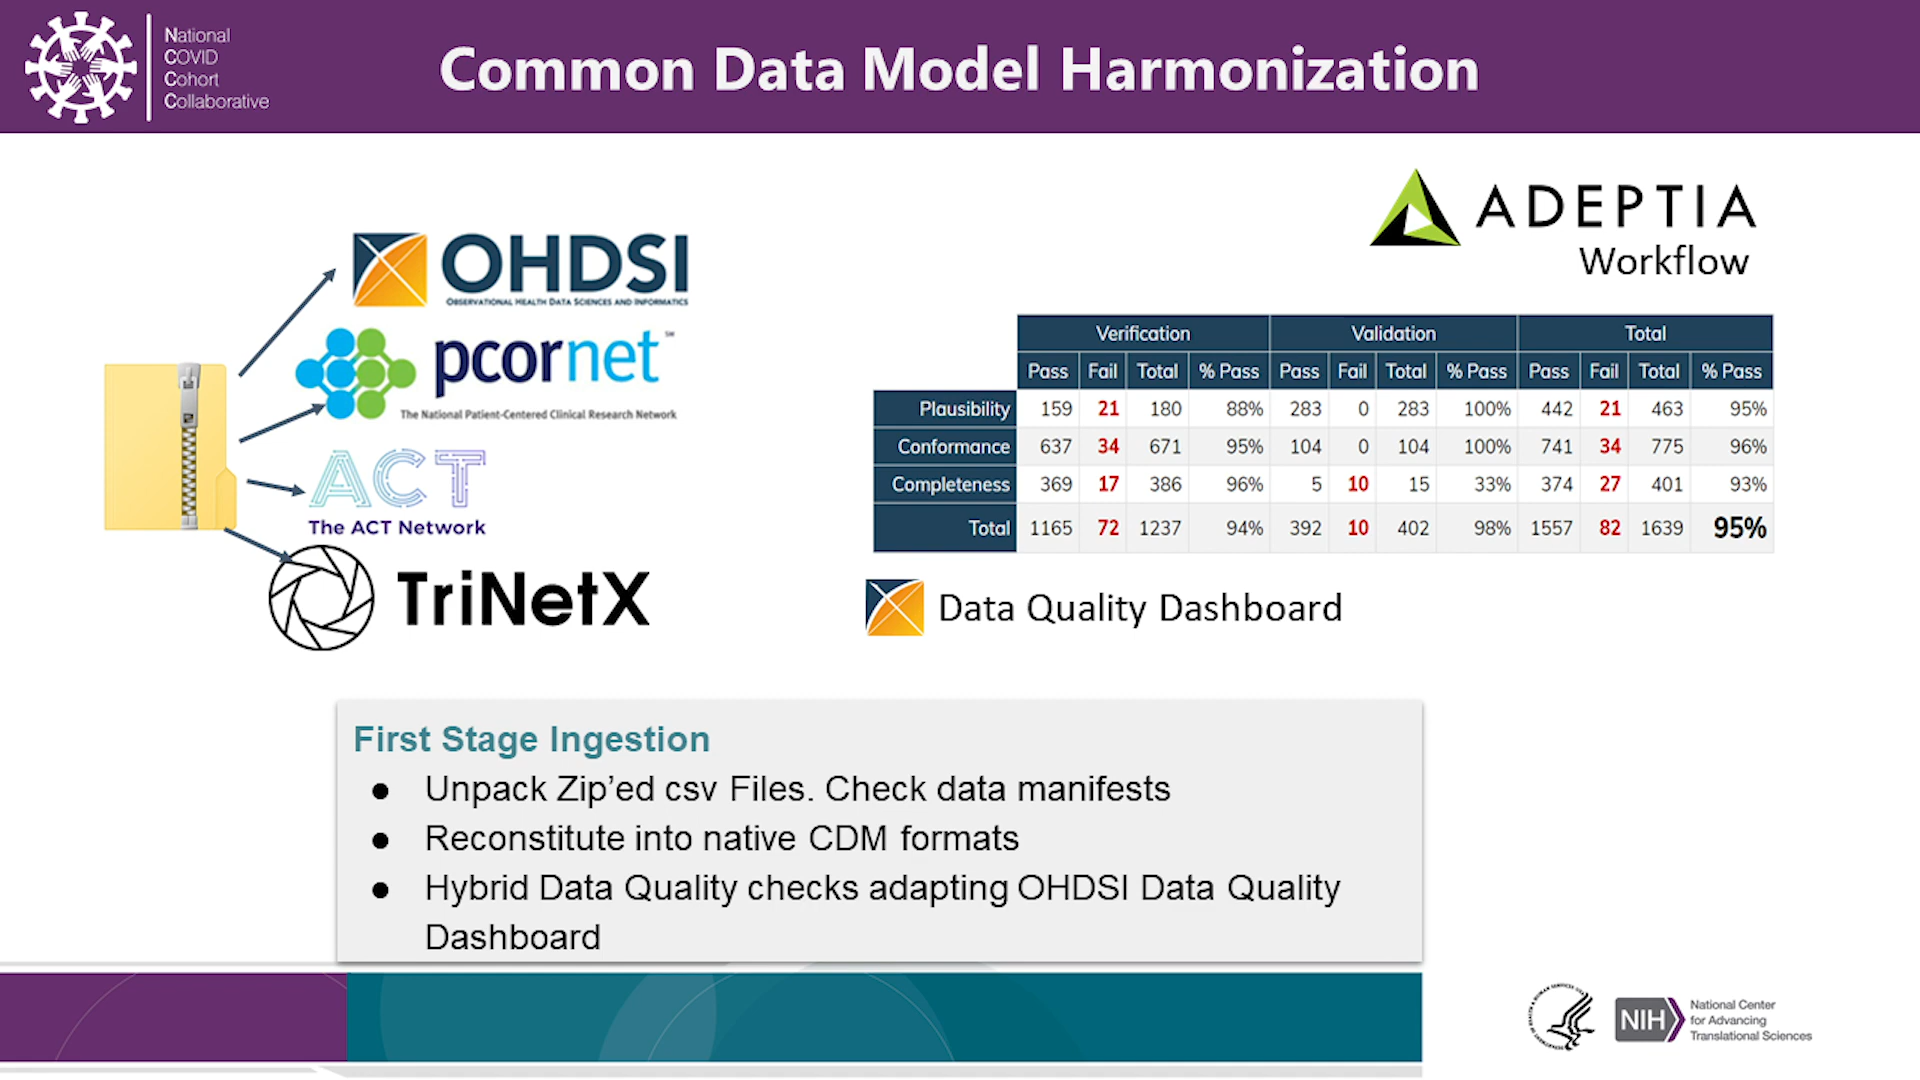 National
COVID
Cohort
Collaborative
Common Data Model Harmonization
OHDSI
OBSERVATIONAL HEALTH DATA SCIENCES AND INFORMATICS
pcornet℠
The National Patient-Centered Clinical Research Network
ACT
The ACT Network
TriNetX
ADEPTIA
Workflow
Verification Validation Total
Pass Fail Total % Pass Pass Fail Total % Pass Pass Fail Total % Pass
Plausibility 159 21 180 88% 283 0 283 100% 442 21 463 95%
Conformance 637 34 671 95% 104 0 104 100% 741 34 775 96%
Completeness 369 17 386 96% 5 10 15 33% 374 27 401 93%
Total 1165 72 1237 94% 392 10 402 98% 1557 82 1639 95%
Data Quality Dashboard
First Stage Ingestion
● Unpack Zip’ed csv Files. Check data manifests
● Reconstitute into native CDM formats
● Hybrid Data Quality checks adapting OHDSI Data Quality
Dashboard
NIH
National Center
for Advancing
Translational Sciences